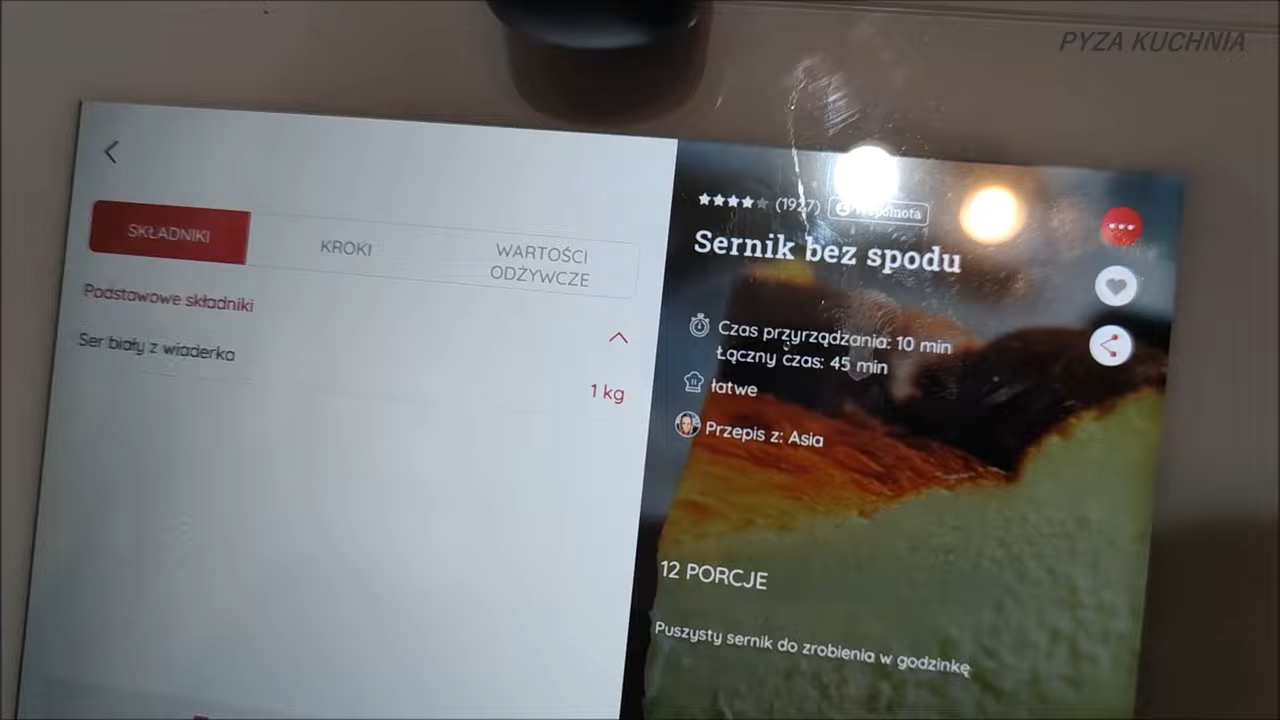 PYZA KUCHNIA
SKŁADNIKI
KROKI
WARTOŚCI
ODŻYWCZE
Podstawowe składniki
Ser biały z wiaderka
1 kg
(1927)
Wspólnota
Sernik bez spodu
Czas przyrządzania: 10 min
Łączny czas: 45 min
łatwe
Przepis z: Asia
12 PORCJE
Puszysty sernik do zrobienia w godzinkę